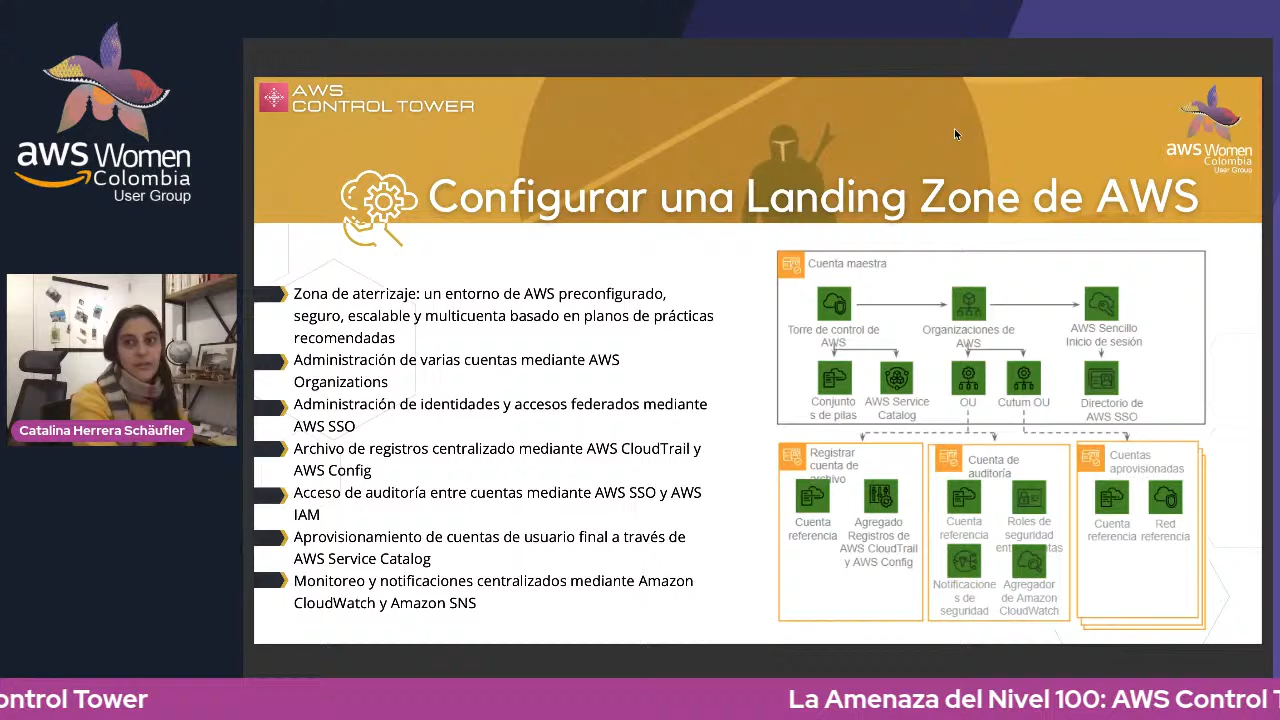 aws Women
Colombia
User Group
AWS
CONTROL TOWER
aws Women
Colombia
User Group
Configurar una Landing Zone de AWS
Zona de aterrizaje: un entorno de AWS preconfigurado,
seguro, escalable y multicuenta basado en planos de prácticas
recomendadas
Administración de varias cuentas mediante AWS
Organizations
Administración de identidades y accesos federados mediante
AWS SSO
Archivo de registros centralizado mediante AWS CloudTrail y
AWS Config
Acceso de auditoría entre cuentas mediante AWS SSO y AWS
IAM
Aprovisionamiento de cuentas de usuario final a través de
AWS Service Catalog
Monitoreo y notificaciones centralizados mediante Amazon
CloudWatch y Amazon SNS
Cuenta maestra
Torre de control de
AWS
Organizaciones de
AWS
AWS Sencillo
Inicio de sesión
Conjunto
s de pilas
AWS Service
Catalog
OU
Cutum OU
Directorio de
AWS SSO
Registrar
cuenta de
archivo
Cuenta
referencia
Agregado
Registros de
AWS CloudTrail
y AWS Config
Cuenta de
auditoría
Cuenta
referencia
Roles de
seguridad
Notificacione
s de
seguridad
Agregador
de Amazon
CloudWatch
Cuentas
aprovisionadas
Cuenta
referencia
Red
referencia
Catalina Herrera Schäufler
ontrol Tower
La Amenaza del Nivel 100: AWS Control T